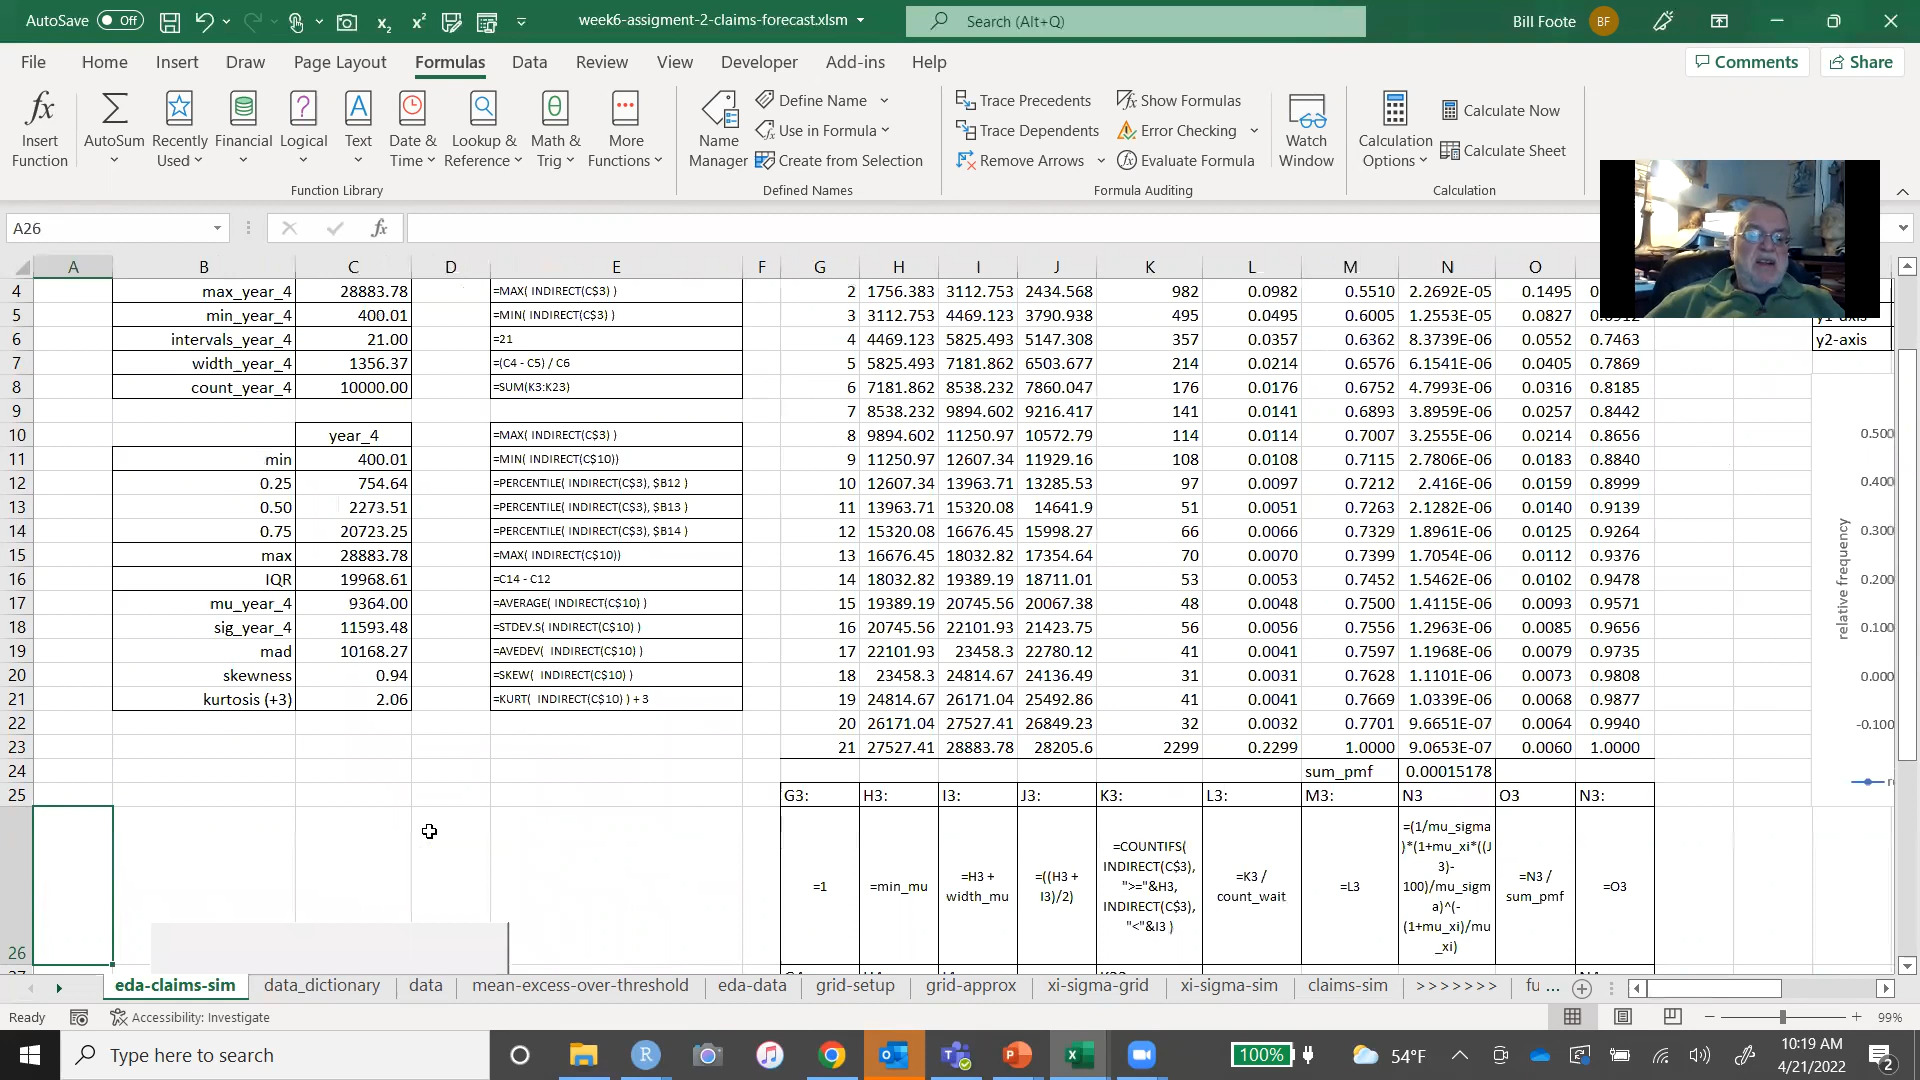 AutoSave Off
week6-assigment-2-claims-forecast.xlsm
Search (Alt+Q)
Bill Foote BF
File Home Insert Draw Page Layout Formulas Data Review View Developer Add-ins Help
Comments Share
Insert Function
AutoSum
Recently Used
Financial
Logical
Text
Date & Time
Lookup & Reference
Math & Trig
More Functions
Function Library
Name Manager
Define Name
Use in Formula
Create from Selection
Defined Names
Trace Precedents
Trace Dependents
Remove Arrows
Show Formulas
Error Checking
Evaluate Formula
Formula Auditing
Watch Window
Calculation Options
Calculate Now
Calculate Sheet
Calculation
A26
fx
A B C D E F G H I J K L M N O
4 max_year_4 28883.78 =MAX( INDIRECT(C$3) ) 2 1756.383 3112.753 2434.568 982 0.0982 0.5510 2.2692E-05 0.1495
5 min_year_4 400.01 =MIN( INDIRECT(C$3) ) 3 3112.753 4469.123 3790.938 495 0.0495 0.6005 1.2553E-05 0.0827
6 intervals_year_4 21.00 =21 4 4469.123 5825.493 5147.308 357 0.0357 0.6362 8.3739E-06 0.0552 0.7463 y2-axis
7 width_year_4 1356.37 =(C4 - C5) / C6 5 5825.493 7181.862 6503.677 214 0.0214 0.6576 6.1541E-06 0.0405 0.7869
8 count_year_4 10000.00 =SUM(K3:K23) 6 7181.862 8538.232 7860.047 176 0.0176 0.6752 4.7993E-06 0.0316 0.8185
9 7 8538.232 9894.602 9216.417 141 0.0141 0.6893 3.8959E-06 0.0257 0.8442
10 year_4 =MAX( INDIRECT(C$3) ) 8 9894.602 11250.97 10572.79 114 0.0114 0.7007 3.2555E-06 0.0214 0.8656
11 min 400.01 =MIN( INDIRECT(C$10)) 9 11250.97 12607.34 11929.16 108 0.0108 0.7115 2.7806E-06 0.0183 0.8840
12 0.25 754.64 =PERCENTILE( INDIRECT(C$3), $B12 ) 10 12607.34 13963.71 13285.53 97 0.0097 0.7212 2.416E-06 0.0159 0.8999
13 0.50 2273.51 =PERCENTILE( INDIRECT(C$3), $B13 ) 11 13963.71 15320.08 14641.9 51 0.0051 0.7263 2.1282E-06 0.0140 0.9139
14 0.75 20723.25 =PERCENTILE( INDIRECT(C$3), $B14 ) 12 15320.08 16676.45 15998.27 66 0.0066 0.7329 1.8961E-06 0.0125 0.9264
15 max 28883.78 =MAX( INDIRECT(C$10)) 13 16676.45 18032.82 17354.64 70 0.0070 0.7399 1.7054E-06 0.0112 0.9376
16 IQR 19968.61 =C14 - C12 14 18032.82 19389.19 18711.01 53 0.0053 0.7452 1.5462E-06 0.0102 0.9478
17 mu_year_4 9364.00 =AVERAGE( INDIRECT(C$10) ) 15 19389.19 20745.56 20067.38 48 0.0048 0.7500 1.4115E-06 0.0093 0.9571
18 sig_year_4 11593.48 =STDEV.S( INDIRECT(C$10) ) 16 20745.56 22101.93 21423.75 56 0.0056 0.7556 1.2963E-06 0.0085 0.9656
19 mad 10168.27 =AVEDEV( INDIRECT(C$10) ) 17 22101.93 23458.3 22780.12 41 0.0041 0.7597 1.1968E-06 0.0079 0.9735
20 skewness 0.94 =SKEW( INDIRECT(C$10) ) 18 23458.3 24814.67 24136.49 31 0.0031 0.7628 1.1101E-06 0.0073 0.9808
21 kurtosis (+3) 2.06 =KURT( INDIRECT(C$10) ) + 3 19 24814.67 26171.04 25492.86 41 0.0041 0.7669 1.0339E-06 0.0068 0.9877
22 20 26171.04 27527.41 26849.23 32 0.0032 0.7701 9.6651E-07 0.0064 0.9940
23 21 27527.41 28883.78 28205.6 2299 0.2299 1.0000 9.0653E-07 0.0060 1.0000
24 sum_pmf 0.00015178
25 G3: H3: I3: J3: K3: L3: M3: N3 O3 N3:
26
=1
=min_mu
=H3 +
width_mu
=((H3 +
I3)/2)
=COUNTIFS(
INDIRECT(C$3),
">="&H3,
INDIRECT(C$3),
"<"&I3 )
=K3 /
count_wait
=L3
=(1/mu_sigma
)*(1+mu_xi*((J
3)-
100)/mu_sigm
a)^(-
(1+mu_xi)/mu
_xi)
=N3 /
sum_pmf
=O3
relative frequency
0.500
0.400
0.300
0.200
0.100
0.000
-0.100
eda-claims-sim data_dictionary data mean-excess-over-threshold eda-data grid-setup grid-approx xi-sigma-grid xi-sigma-sim claims-sim >>>>>>> fu ...
Ready Accessibility: Investigate 99%
Type here to search
100% 54°F 10:19 AM
4/21/2022
2